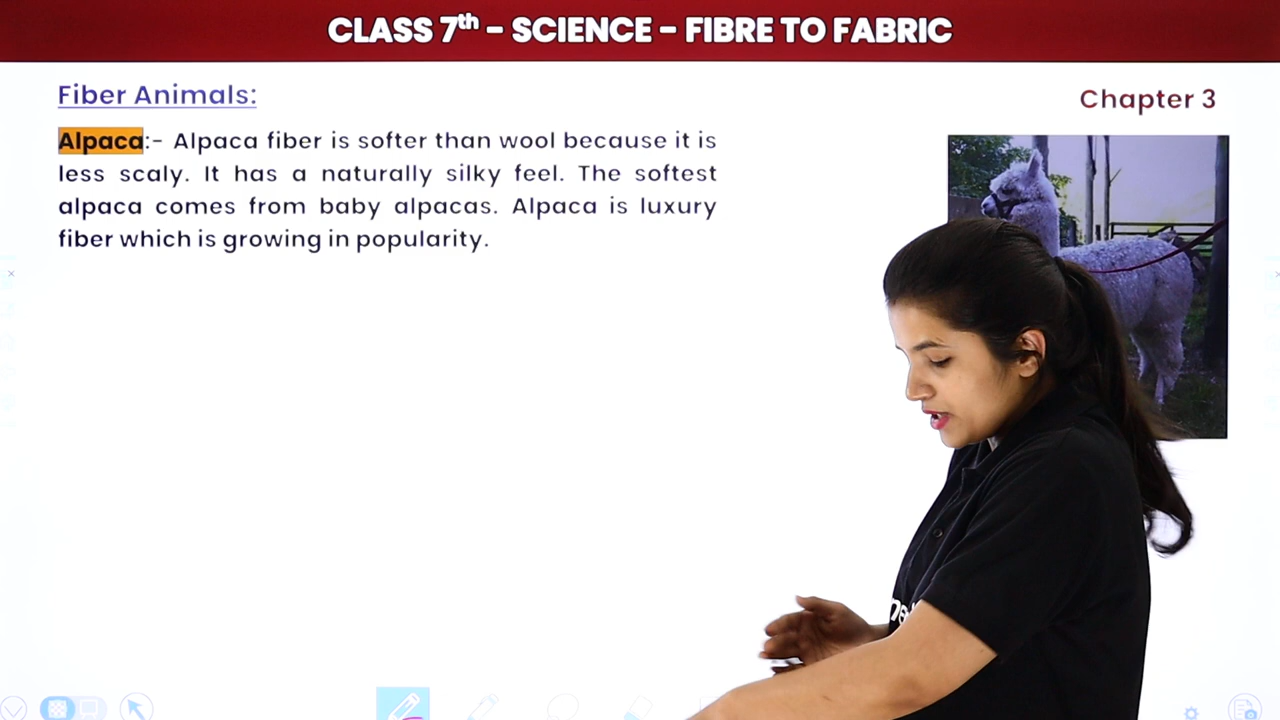 CLASS 7th – SCIENCE – FIBRE TO FABRIC
Fiber Animals:
Chapter 3
Alpaca:- Alpaca fiber is softer than wool because it is
less scaly. It has a naturally silky feel. The softest
alpaca comes from baby alpacas. Alpaca is luxury
fiber which is growing in popularity.